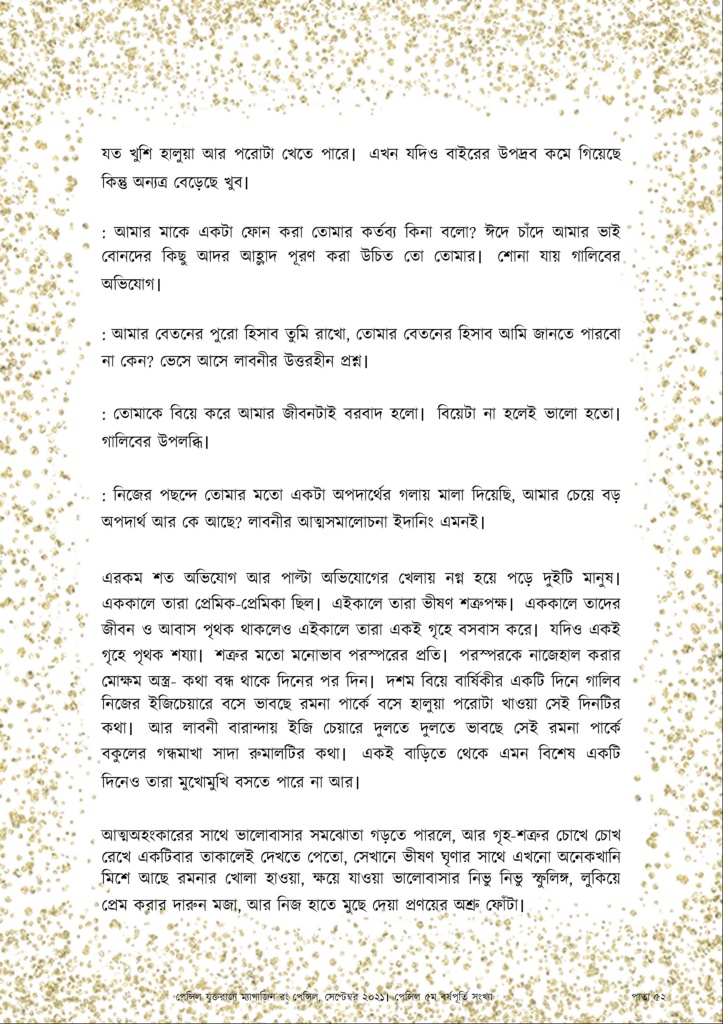 যত খুশি হালুয়া আর পরোটা খেতে পারে।  এখন যদিও বাইরের উপদ্রব কমে গিয়েছে
কিন্তু অন্যত্র বেড়েছে খুব।
: আমার মাকে একটা ফোন করা তোমার কর্তব্য কিনা বলো? ঈদে চাঁদে আমার ভাই
বোনদের কিছু আদর আহ্লাদ পূরণ করা উচিত তো তোমার।  শোনা যায় গালিবের
অভিযোগ।
: আমার বেতনের পুরো হিসাব তুমি রাখো, তোমার বেতনের হিসাব আমি জানতে পারবো
না কেন? ভেসে আসে লাবনীর উত্তরহীন প্রশ্ন।
: তোমাকে বিয়ে করে আমার জীবনটাই বরবাদ হলো।  বিয়েটা না হলেই ভালো হতো।
গালিবের উপলব্ধি।
: নিজের পছন্দে তোমার মতো একটা অপদার্থের গলায় মালা দিয়েছি, আমার চেয়ে বড়
অপদার্থ আর কে আছে? লাবনীর আত্মসমালোচনা ইদানিং এমনই।
এরকম শত অভিযোগ আর পাল্টা অভিযোগের খেলায় নগ্ন হয়ে পড়ে দুইটি মানুষ।
এককালে তারা প্রেমিক-প্রেমিকা ছিল।  এইকালে তারা ভীষণ শত্রুপক্ষ।  এককালে তাদের
জীবন ও আবাস পৃথক থাকলেও এইকালে তারা একই গৃহে বসবাস করে।  যদিও একই
গৃহে পৃথক শয্যা।  শত্রুর মতো মনোভাব পরস্পরের প্রতি।  পরস্পরকে নাজেহাল করার
মোক্ষম অস্ত্র- কথা বন্ধ থাকে দিনের পর দিন।  দশম বিয়ে বার্ষিকীর একটি দিনে গালিব
নিজের ইজিচেয়ারে বসে ভাবছে রমনা পার্কে বসে হালুয়া পরোটা খাওয়া সেই দিনটির
কথা।  আর লাবনী বারান্দায় ইজি চেয়ারে দুলতে দুলতে ভাবছে সেই রমনা পার্কে
বকুলের গন্ধমাখা সাদা রুমালটির কথা।  একই বাড়িতে থেকে এমন বিশেষ একটি
দিনেও তারা মুখোমুখি বসতে পারে না আর।
আত্মঅহংকারের সাথে ভালোবাসার সমঝোতা গড়তে পারলে, আর গৃহ-শত্রুর চোখে চোখ
রেখে একটিবার তাকালেই দেখতে পেতো, সেখানে ভীষণ ঘৃণার সাথে এখনো অনেকখানি
মিশে আছে রমনার খোলা হাওয়া, ক্ষয়ে যাওয়া ভালোবাসার নিভু নিভু স্ফুলিঙ্গ, লুকিয়ে
প্রেম করার দারুন মজা, আর নিজ হাতে মুছে দেয়া প্রণয়ের অশ্রু ফোঁটা।
পেন্সিল যুক্তরাজ্য ম্যাগাজিন রং পেন্সিল, সেপ্টেম্বর ২০২১।  পেন্সিল ৫ম বর্ষপূর্তি সংখ্যা	পাতা ৫২